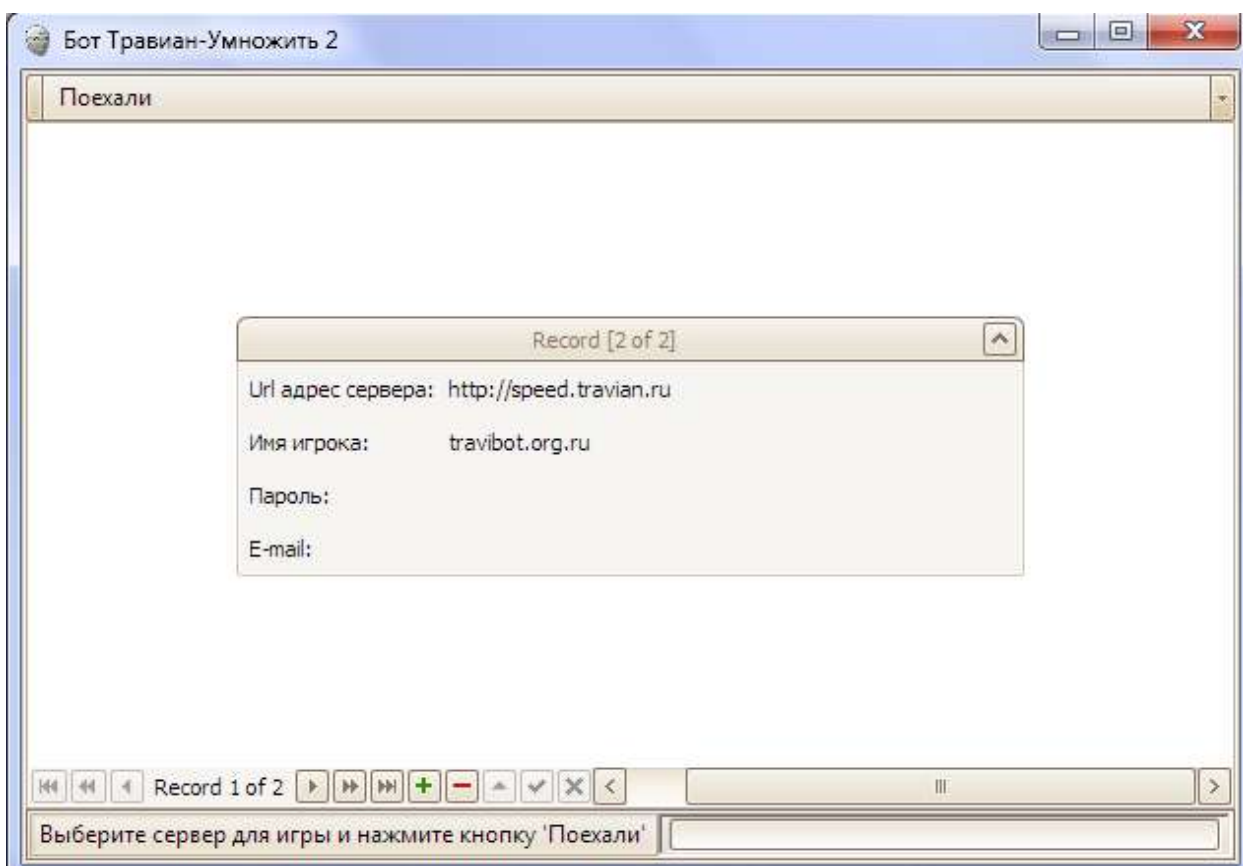 Бот Травиан-Умножить 2
Поехали
Record [2 of 2]
Url адрес сервера: http://speed.travian.ru
Имя игрока: travibot.org.ru
Пароль:
E-mail:
Record 1 of 2
Выберите сервер для игры и нажмите кнопку 'Поехали'